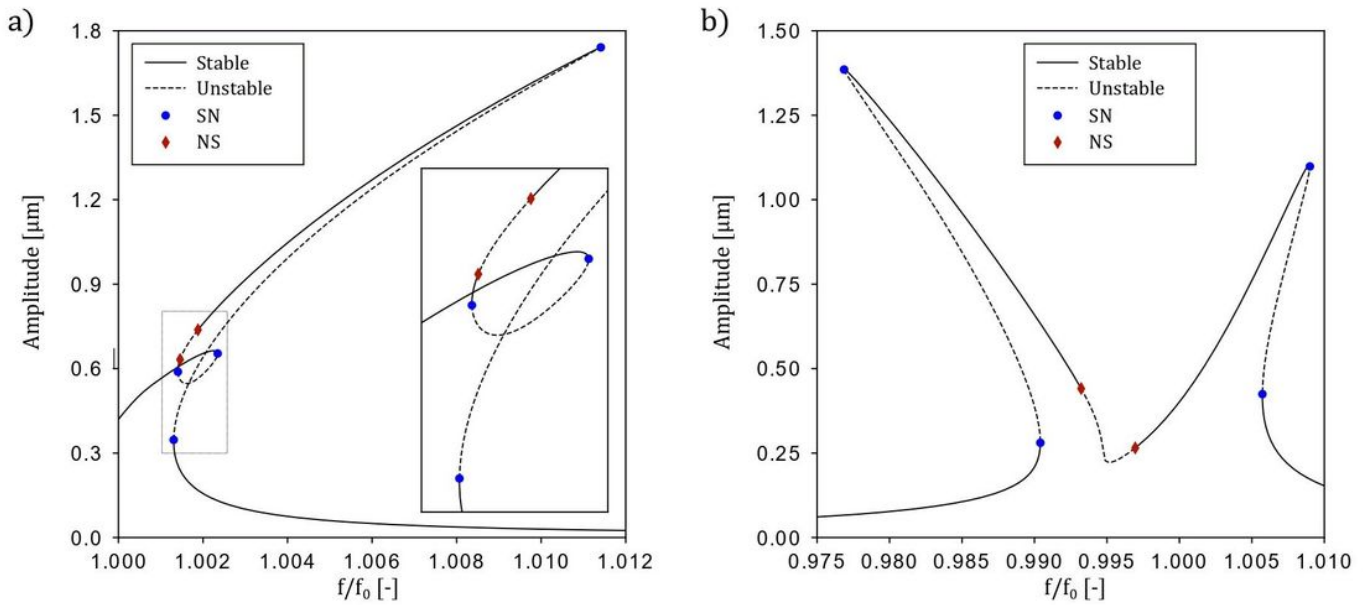 a)
Amplitude [μm]
1.8
1.5
1.2
0.9
0.6
0.3
0.0
Stable
Unstable
SN
NS
1.000
1.002
1.004
1.006
1.008
1.010
1.012
f/f₀ [-]
b)
Amplitude [μm]
1.50
1.25
1.00
0.75
0.50
0.25
0.00
Stable
Unstable
SN
NS
0.975
0.980
0.985
0.990
0.995
1.000
1.005
1.010
f/f₀ [-]